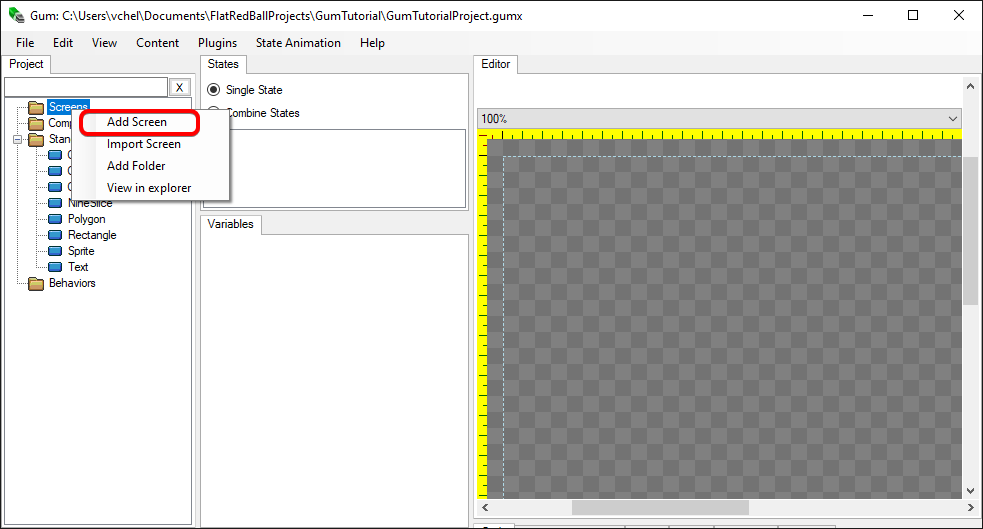 Gum: C:\Users\vchel\Documents\FlatRedBallProjects\GumTutorial\GumTutorialProject.gumx
File Edit View Content Plugins State Animation Help
Project
X
Screens
Add Screen
Import Screen
Add Folder
View in explorer
NineSlice
Polygon
Rectangle
Sprite
Text
Behaviors
States
Single State
Combine States
Variables
Editor
100%